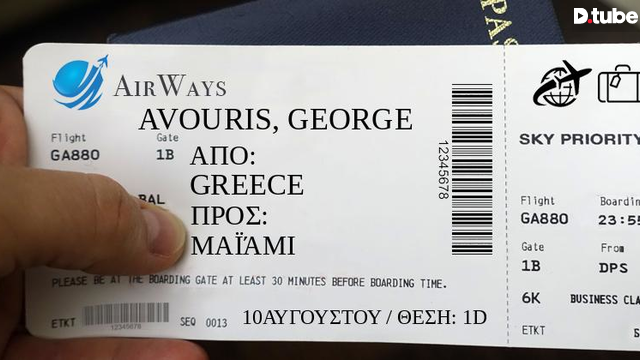 D.tube
PAS
AIRWAYS
AVOURIS, GEORGE
Flight
Gate
GA880
1B
ΑΠΟ:
GREECE
ΠΡΟΣ:
ΜΑΪΑΜΙ
BAL
12345678
PLEASE BE AT THE BOARDING GATE AT LEAST 30 MINUTES BEFORE BOARDING TIME.
ETKT
12345678
SEQ 0013
10ΑΥΓΟΥΣΤΟΥ / ΘΕΣΗ: 1D
SKY PRIORITY
Flight
Boardin
GA880
23:55
Gate
From
1B
DPS
6K
BUSINESS CLA
ETKT
S